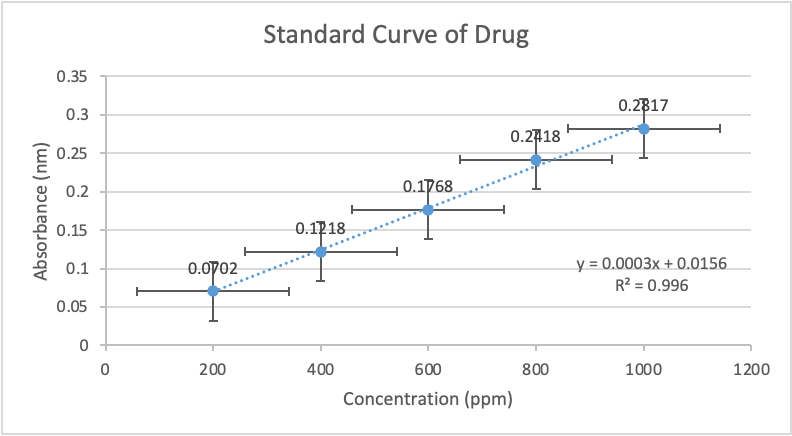 Standard Curve of Drug
0.35
0.3
0.25
0.2
0.15
0.1
0.05
0
Absorbance (nm)
0.0702
0.1218
0.1768
0.2418
0.2817
y = 0.0003x + 0.0156
R² = 0.996
0 200 400 600 800 1000 1200
Concentration (ppm)